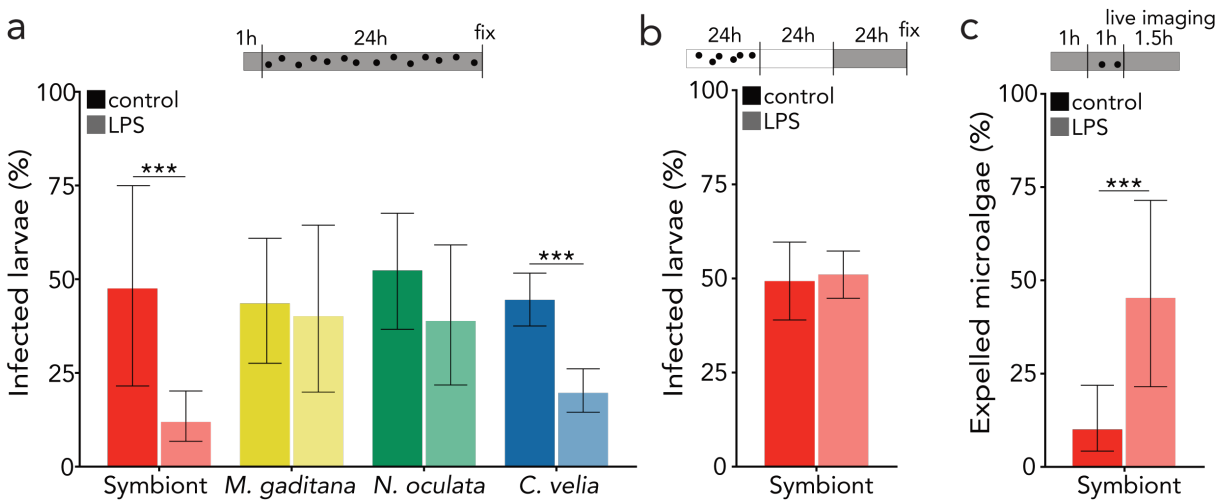 a
1h 24h fix
100
75
50
25
0
Infected larvae (%)
control
LPS
***
***
Symbiont M. gaditana N. oculata C. velia
b
24h 24h 24h fix
100
75
50
25
0
Infected larvae (%)
control
LPS
Symbiont
c
live imaging
1h 1h 1.5h
100
75
50
25
0
Expelled microalgae (%)
control
LPS
***
Symbiont